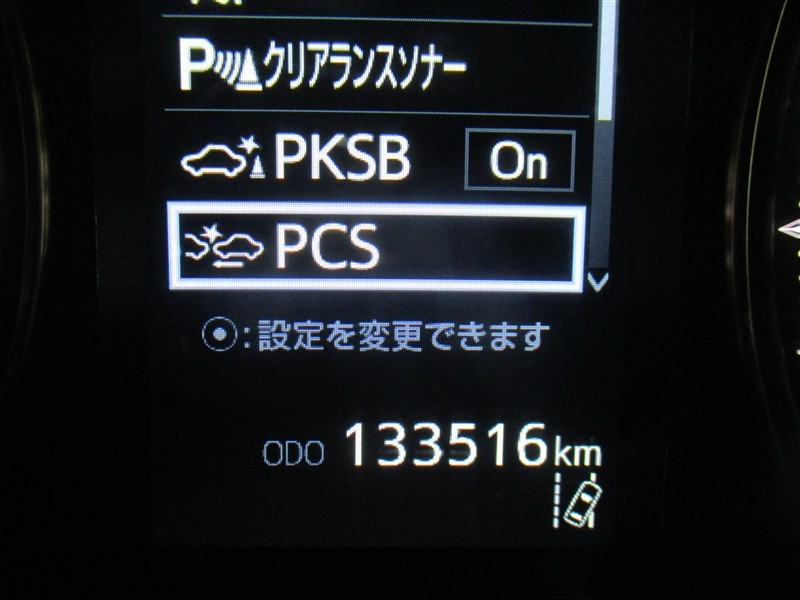 P クリアランスソナー
PKSB On
PCS
:設定を変更できます
ODO 133516km